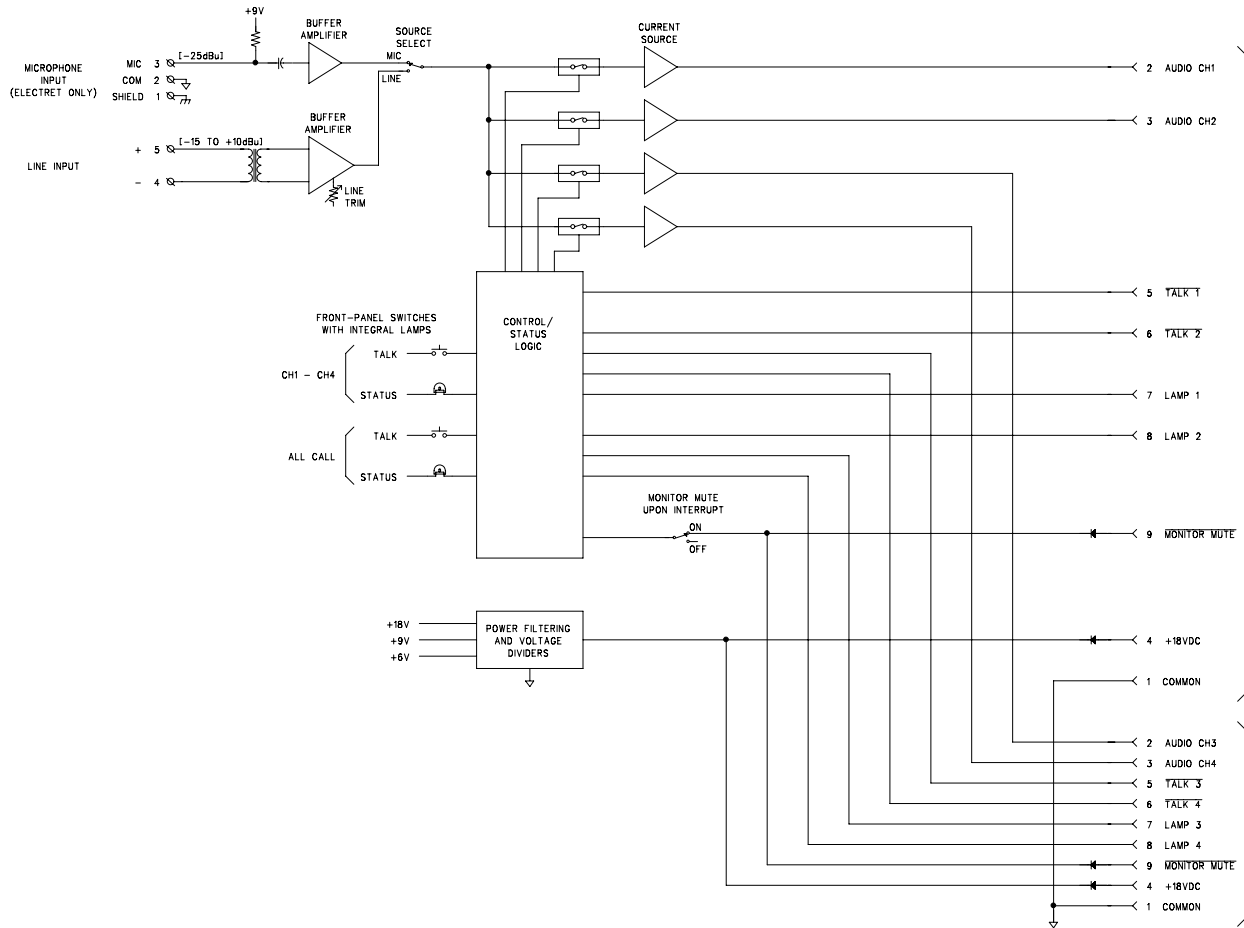 +9V
BUFFER
AMPLIFIER
SOURCE
SELECT
CURRENT
SOURCE
MICROPHONE
INPUT
(ELECTRET ONLY)
MIC 3 [-25dBu]
COM 2
SHIELD 1
MIC
LINE
2 AUDIO CH1
BUFFER
AMPLIFIER
3 AUDIO CH2
LINE INPUT
+ 5 [-15 TO +10dBu]
- 4
LINE
TRIM
FRONT-PANEL SWITCHES
WITH INTEGRAL LAMPS
CONTROL/
STATUS
LOGIC
5 TALK 1
6 TALK 2
CH1 - CH4
TALK
STATUS
7 LAMP 1
ALL CALL
TALK
STATUS
8 LAMP 2
MONITOR MUTE
UPON INTERRUPT
ON
OFF
9 MONITOR MUTE
+18V
+9V
+6V
POWER FILTERING
AND VOLTAGE
DIVIDERS
4 +18VDC
1 COMMON
2 AUDIO CH3
3 AUDIO CH4
5 TALK 3
6 TALK 4
7 LAMP 3
8 LAMP 4
9 MONITOR MUTE
4 +18VDC
1 COMMON